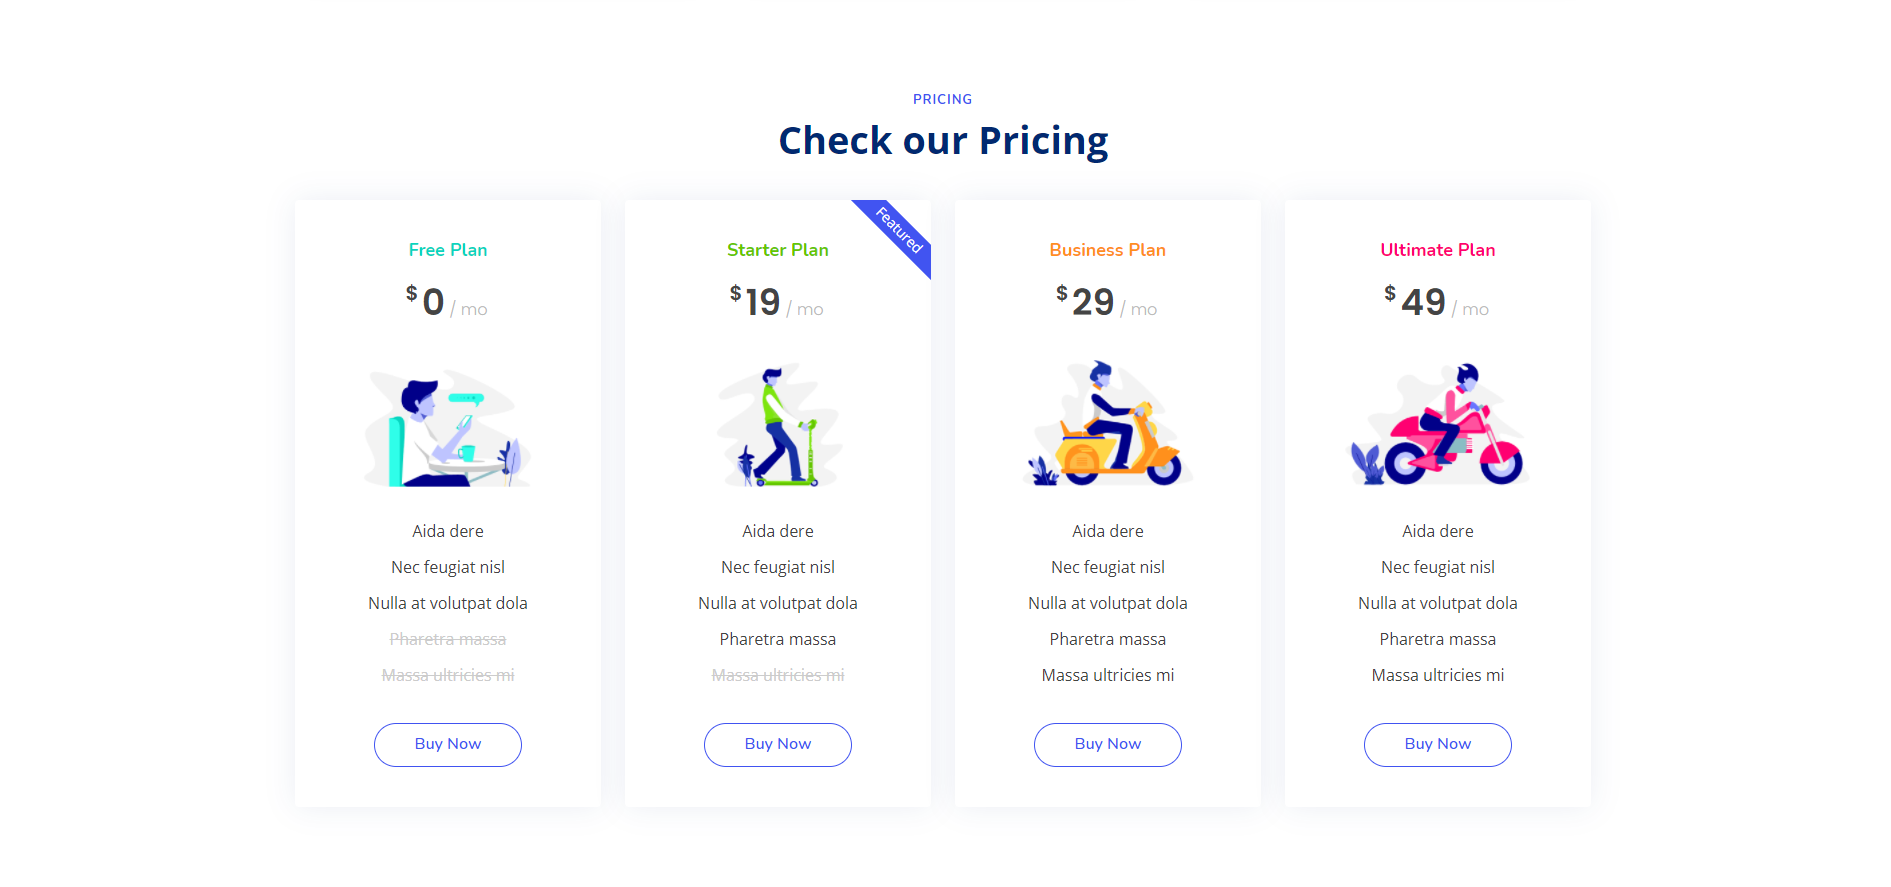 PRICING
Check our Pricing
Free Plan
$0 / mo
Aida dere
Nec feugiat nisl
Nulla at volutpat dola
Pharetra massa
Massa ultricies mi
Buy Now
Featured
Starter Plan
$19 / mo
Aida dere
Nec feugiat nisl
Nulla at volutpat dola
Pharetra massa
Massa ultricies mi
Buy Now
Business Plan
$29 / mo
Aida dere
Nec feugiat nisl
Nulla at volutpat dola
Pharetra massa
Massa ultricies mi
Buy Now
Ultimate Plan
$49 / mo
Aida dere
Nec feugiat nisl
Nulla at volutpat dola
Pharetra massa
Massa ultricies mi
Buy Now